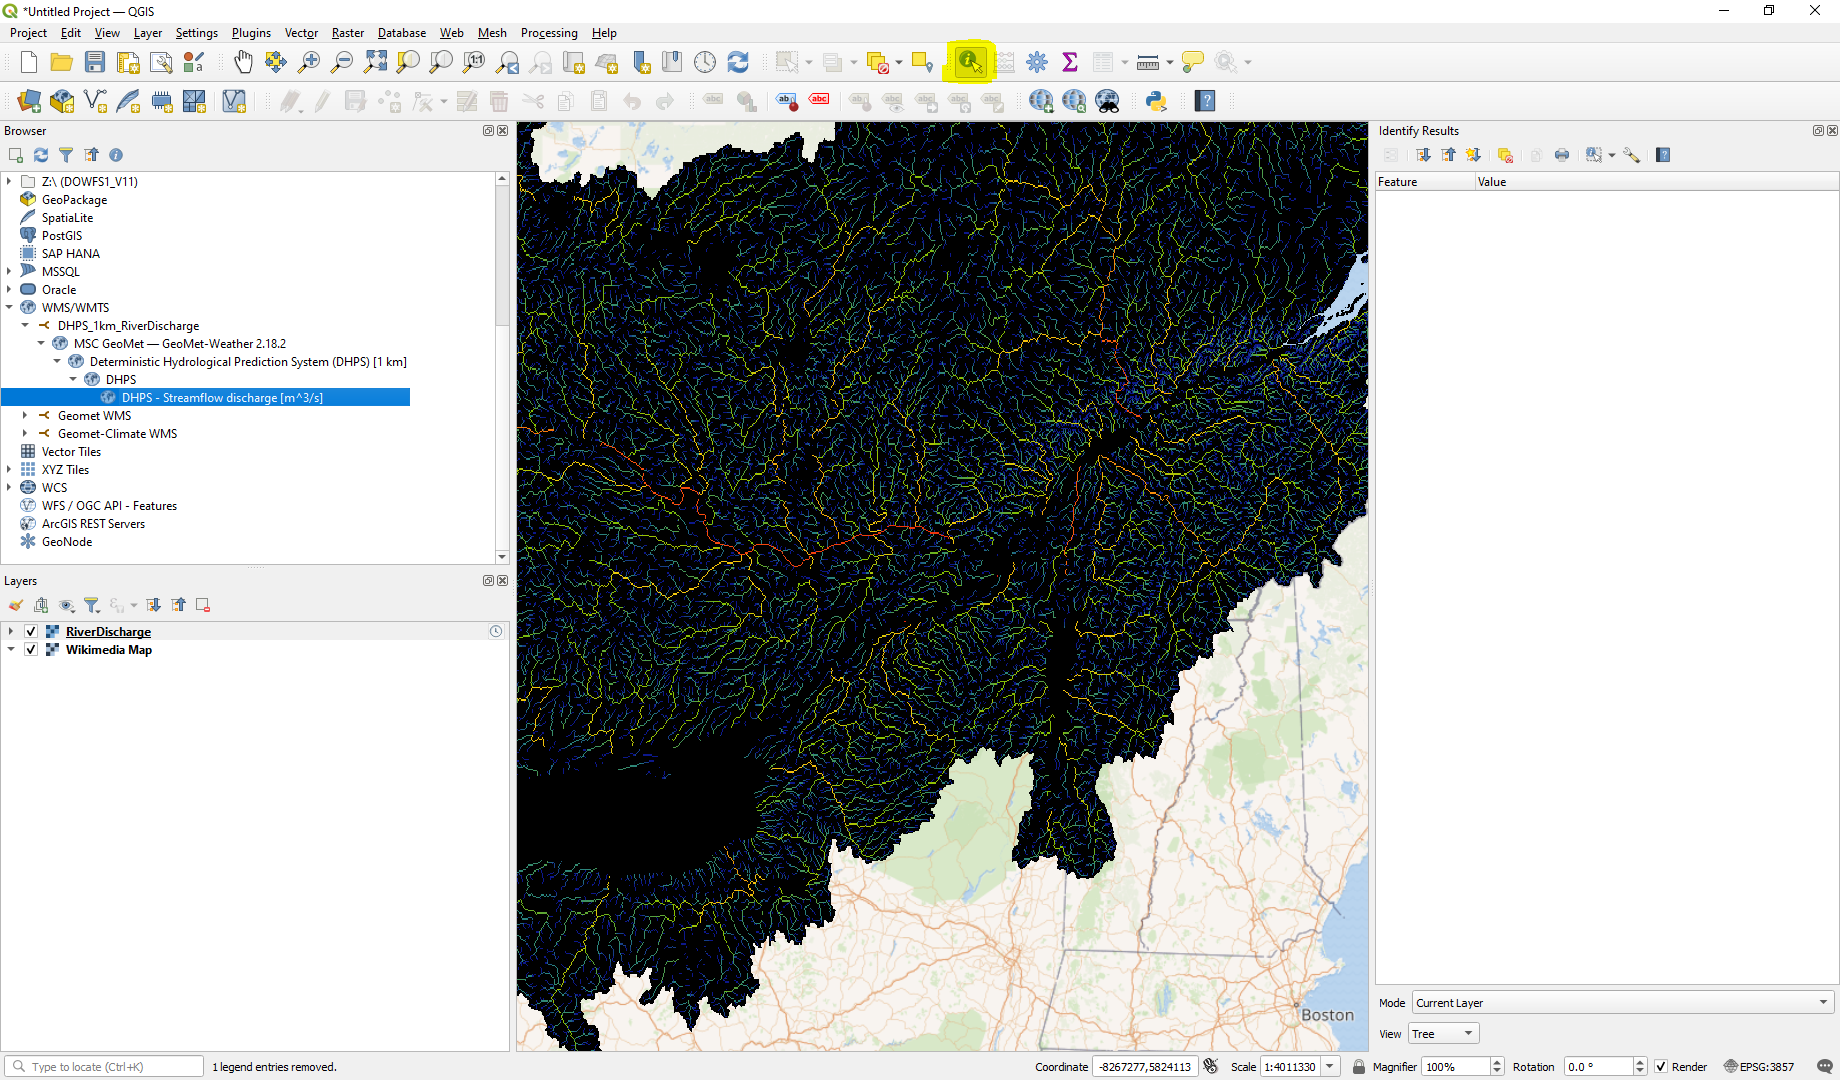 *Untitled Project — QGIS
Project Edit View Layer Settings Plugins Vector Raster Database Web Mesh Processing Help
Browser
Z:\ (DOWFS1_V11)
GeoPackage
SpatiaLite
PostGIS
SAP HANA
MSSQL
Oracle
WMS/WMTS
DHPS_1km_RiverDischarge
MSC GeoMet — GeoMet-Weather 2.18.2
Deterministic Hydrological Prediction System (DHPS) [1 km]
DHPS
DHPS - Streamflow discharge [m^3/s]
Geomet WMS
Geomet-Climate WMS
Vector Tiles
XYZ Tiles
WCS
WFS / OGC API - Features
ArcGIS REST Servers
GeoNode
Layers
RiverDischarge
Wikimedia Map
Boston
Identify Results
Feature Value
Mode Current Layer
View Tree
Type to locate (Ctrl+K) 1 legend entries removed. Coordinate -8267277,5824113 Scale 1:4011330 Magnifier 100% Rotation 0.0 ° Render EPSG:3857